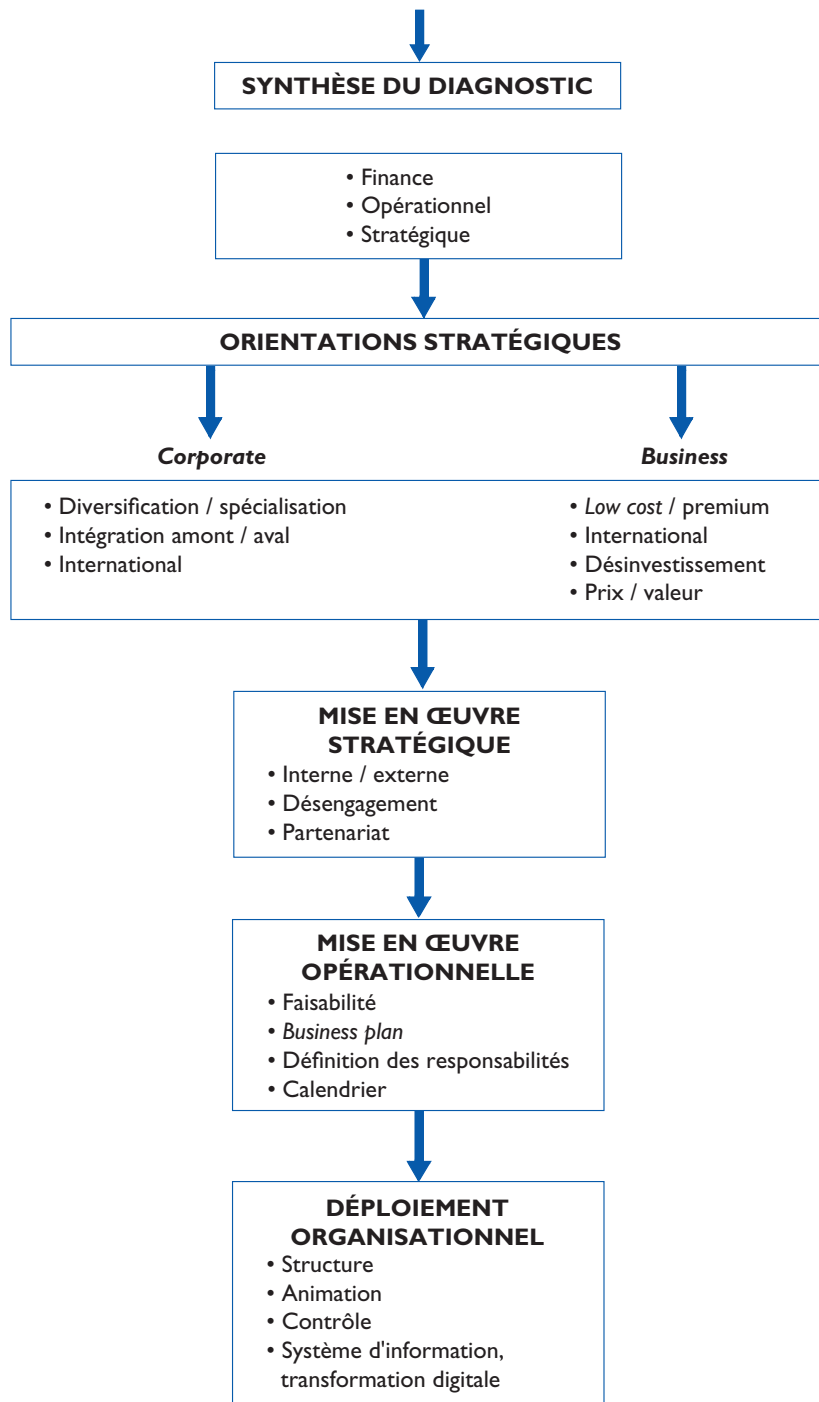 SYNTHÈSE DU DIAGNOSTIC
• Finance
• Opérationnel
• Stratégique
ORIENTATIONS STRATÉGIQUES
Corporate
• Diversification / spécialisation
• Intégration amont / aval
• International
Business
• Low cost / premium
• International
• Désinvestissement
• Prix / valeur
MISE EN ŒUVRE
STRATÉGIQUE
• Interne / externe
• Désengagement
• Partenariat
MISE EN ŒUVRE
OPÉRATIONNELLE
• Faisabilité
• Business plan
• Définition des responsabilités
• Calendrier
DÉPLOIEMENT
ORGANISATIONNEL
• Structure
• Animation
• Contrôle
• Système d'information,
transformation digitale